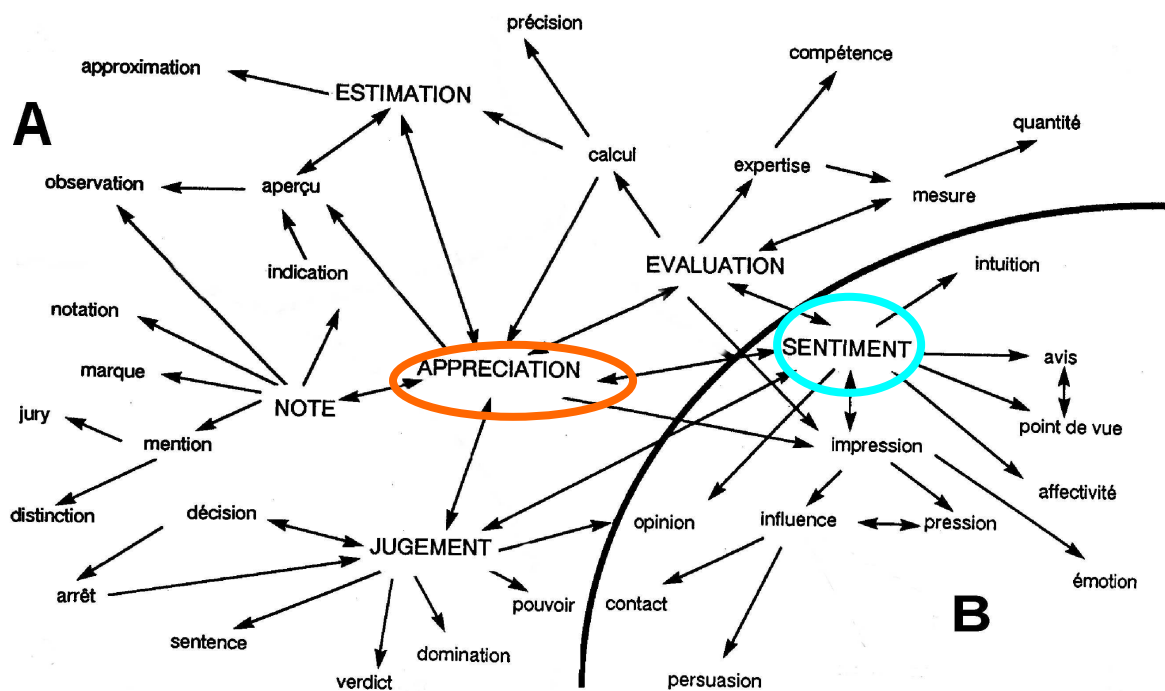 précision
compétence
approximation
ESTIMATION
A
quantité
calcul
expertise
observation
aperçu
mesure
indication
EVALUATION
intuition
notation
SENTIMENT
avis
marque
APPRECIATION
NOTE
jury
mention
impression
point de vue
affectivité
distinction
décision
opinion
influence
pression
JUGEMENT
émotion
arrêt
pouvoir
contact
B
sentence
domination
verdict
persuasion